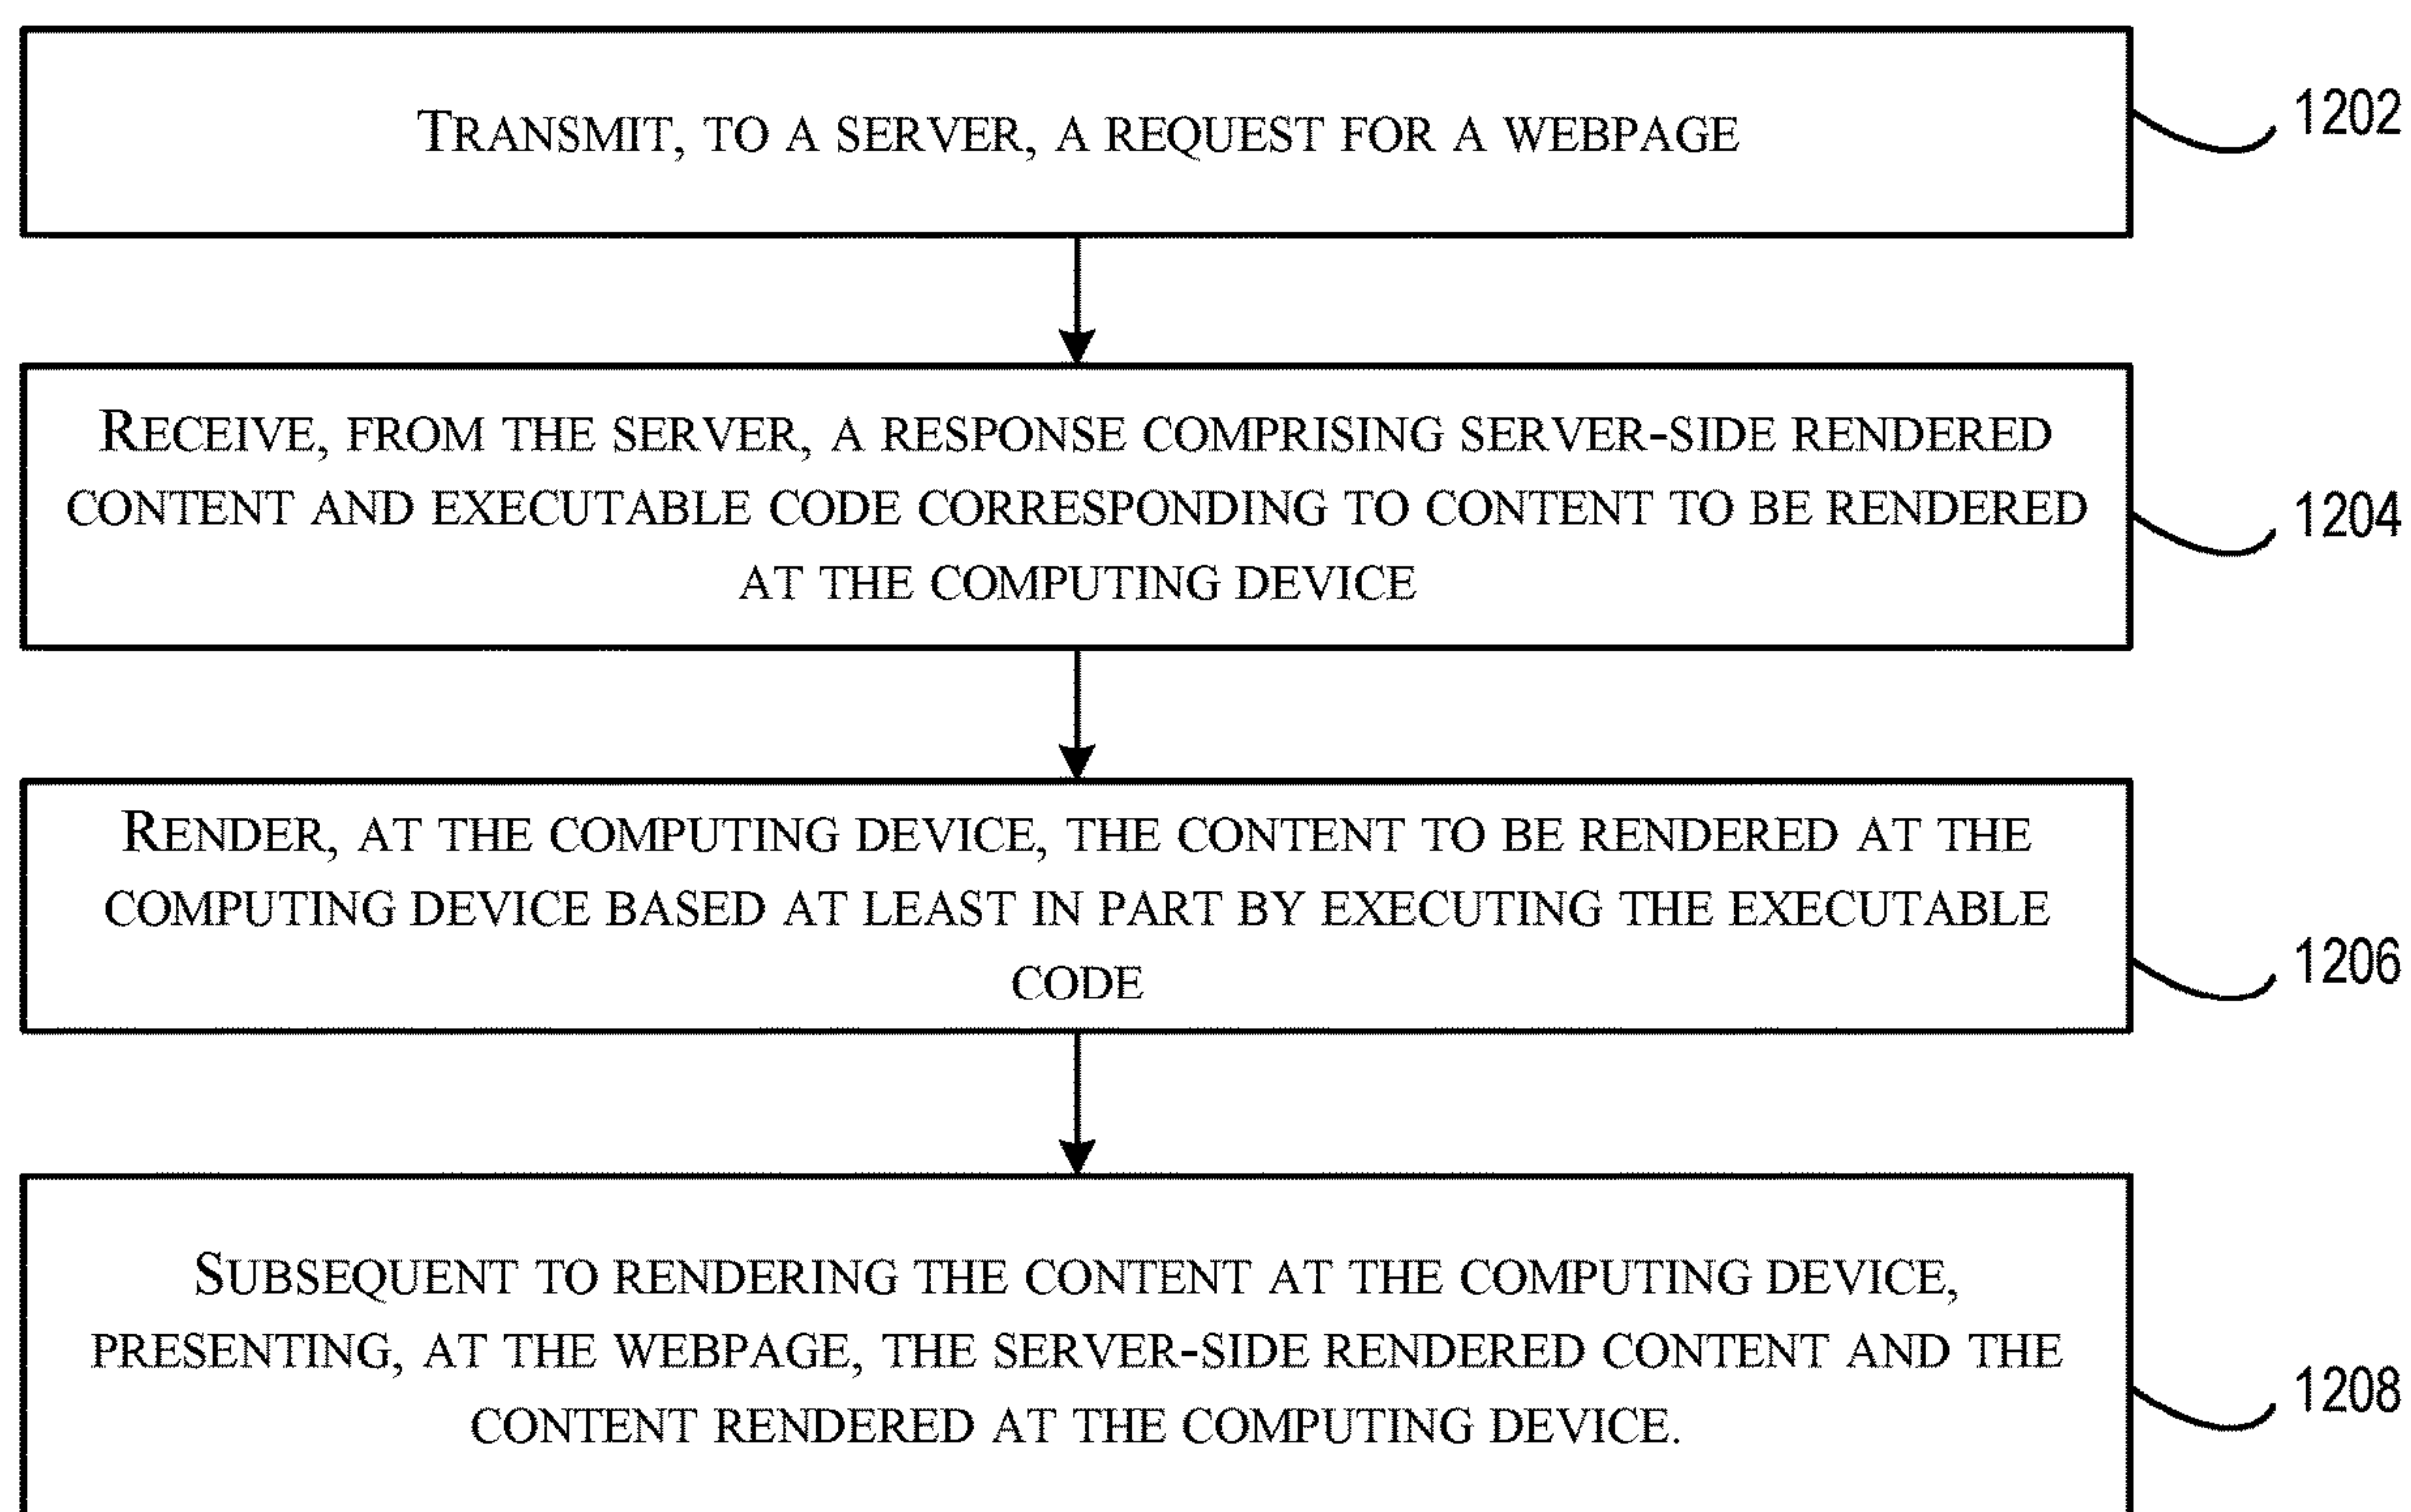 TRANSMIT, TO A SERVER, A REQUEST FOR A WEBPAGE
1202
RECEIVE, FROM THE SERVER, A RESPONSE COMPRISING SERVER-SIDE RENDERED
CONTENT AND EXECUTABLE CODE CORRESPONDING TO CONTENT TO BE RENDERED
AT THE COMPUTING DEVICE
1204
RENDER, AT THE COMPUTING DEVICE, THE CONTENT TO BE RENDERED AT THE
COMPUTING DEVICE BASED AT LEAST IN PART BY EXECUTING THE EXECUTABLE
CODE
1206
SUBSEQUENT TO RENDERING THE CONTENT AT THE COMPUTING DEVICE,
PRESENTING, AT THE WEBPAGE, THE SERVER-SIDE RENDERED CONTENT AND THE
CONTENT RENDERED AT THE COMPUTING DEVICE.
1208